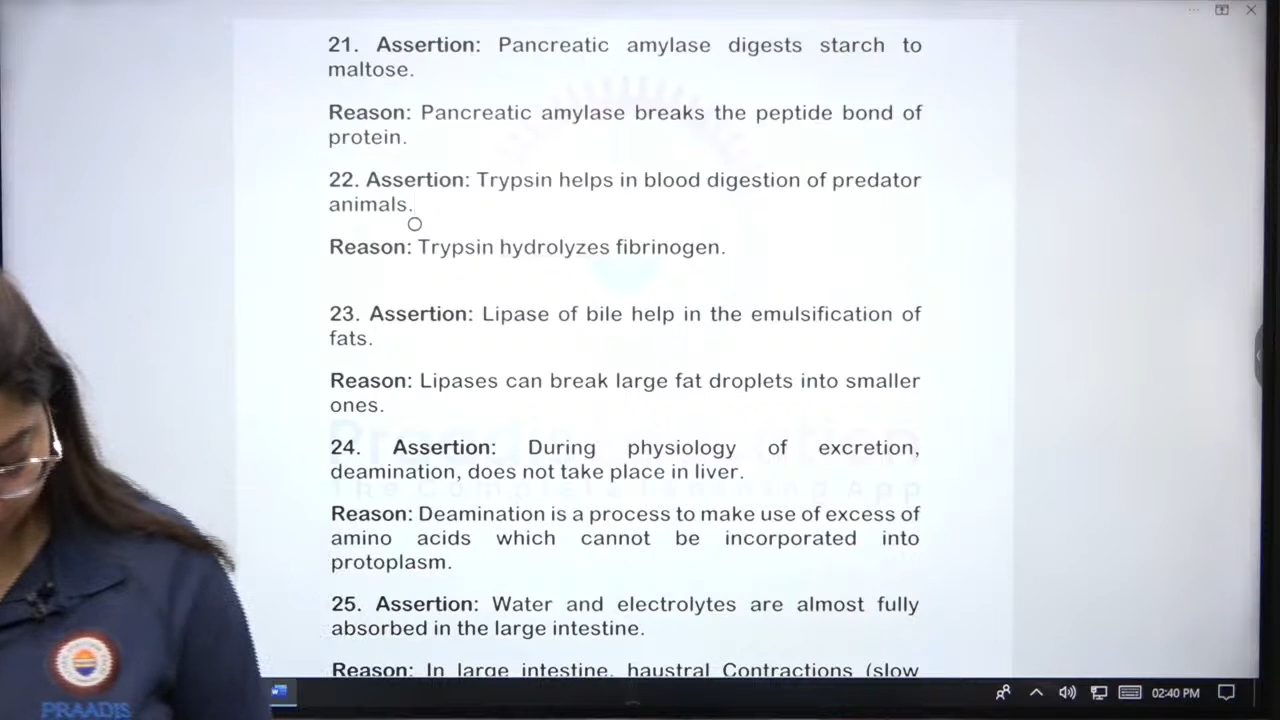 21. Assertion: Pancreatic amylase digests starch to
maltose.
Reason: Pancreatic amylase breaks the peptide bond of
protein.
22. Assertion: Trypsin helps in blood digestion of predator
animals.
Reason: Trypsin hydrolyzes fibrinogen.
23. Assertion: Lipase of bile help in the emulsification of
fats.
Reason: Lipases can break large fat droplets into smaller
ones.
24. Assertion: During physiology of excretion,
deamination, does not take place in liver.
Reason: Deamination is a process to make use of excess of
amino acids which cannot be incorporated into
protoplasm.
25. Assertion: Water and electrolytes are almost fully
absorbed in the large intestine.
Reason: In large intestine, haustral Contractions (slow
02:40 PM
PRAADIS